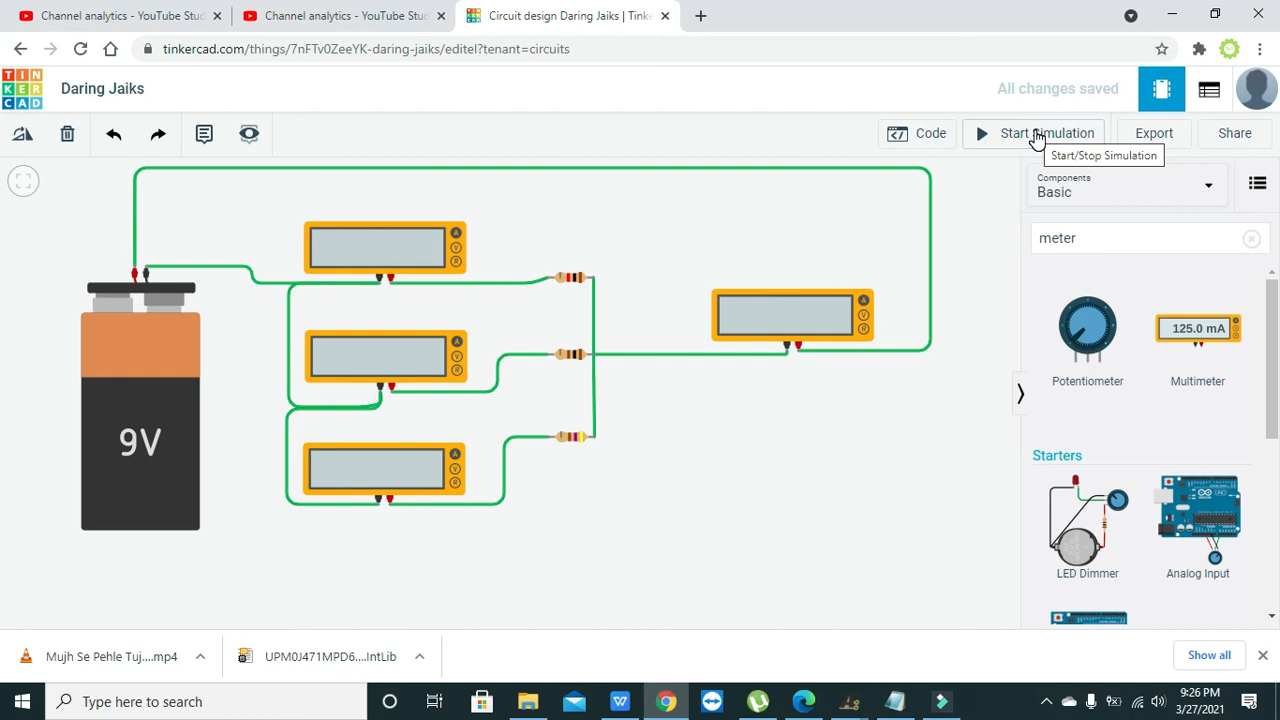 Channel analytics - YouTube Stud
Channel analytics - YouTube Stud
Circuit design Daring Jaiks | Tinke
tinkercad.com/things/7nFTv0ZeeYK-daring-jaiks/editel?tenant=circuits
TIN
KER
CAD
Daring Jaiks
All changes saved
Code
Start Simulation
Export
Share
Start/Stop Simulation
Components
Basic
meter
A
V
R
A
V
R
A
V
R
A
V
R
9V
125.0 mA
Potentiometer
Multimeter
Starters
LED Dimmer
Analog Input
Mujh Se Pehle Tuj....mp4
UPM0J471MPD6....IntLib
Show all
Type here to search
9:26 PM
3/27/2021